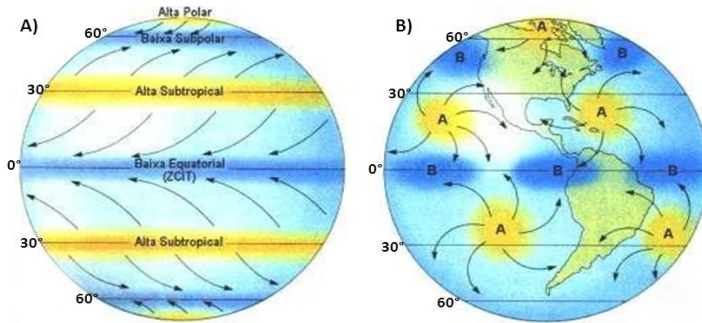 A)
Alta Polar
60°
Baixa Subpolar
30°
Alta Subtropical
0°
Baixa Equatorial
(ZCIT)
30°
Alta Subtropical
60°
B)
A
60°
B
B
30°
A
A
0°
B
B
B
A
A
30°
60°